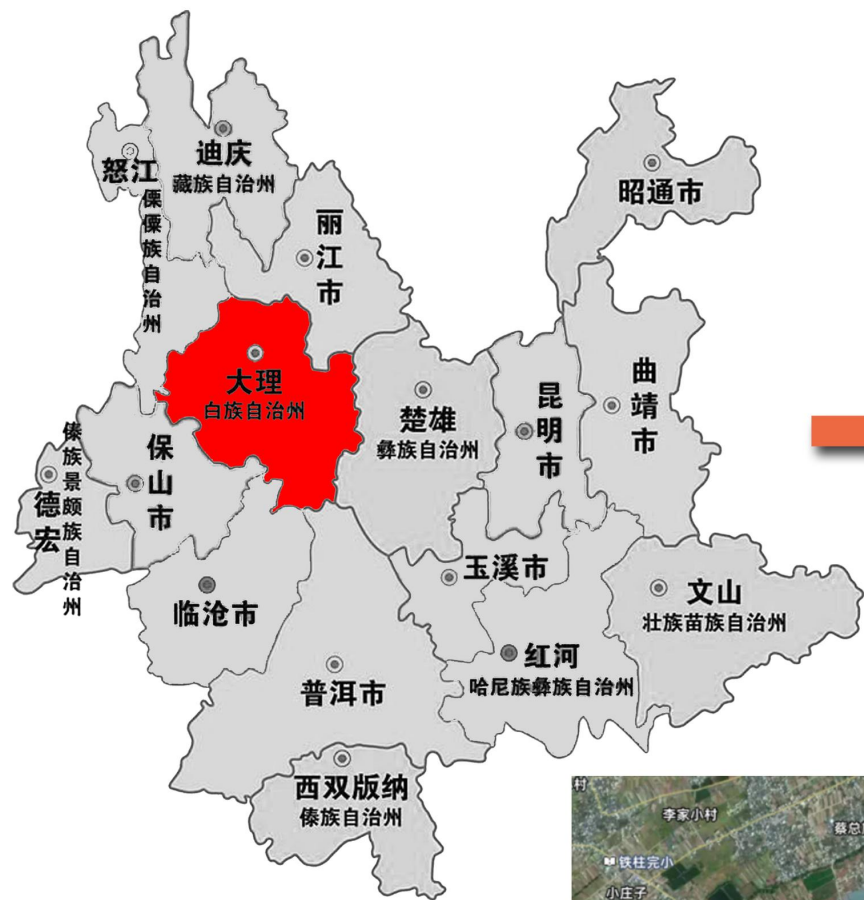 迪庆
藏族自治州
怒江
傈僳族自治州
丽江市
昭通市
大理
白族自治州
楚雄
彝族自治州
昆明市
曲靖市
保山市
德宏
傣族景颇族自治州
临沧市
玉溪市
文山
壮族苗族自治州
红河
哈尼族彝族自治州
普洱市
西双版纳
傣族自治州
村
李家小村
蔡总
铁柱完小
小庄子